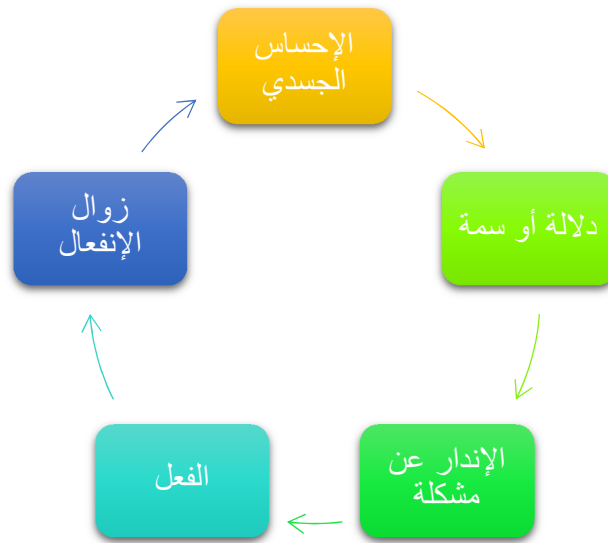 الإحساس
الجسدي
دلالة أو سمة
الإندار عن
مشكلة
الفعل
زوال
الإنفعال